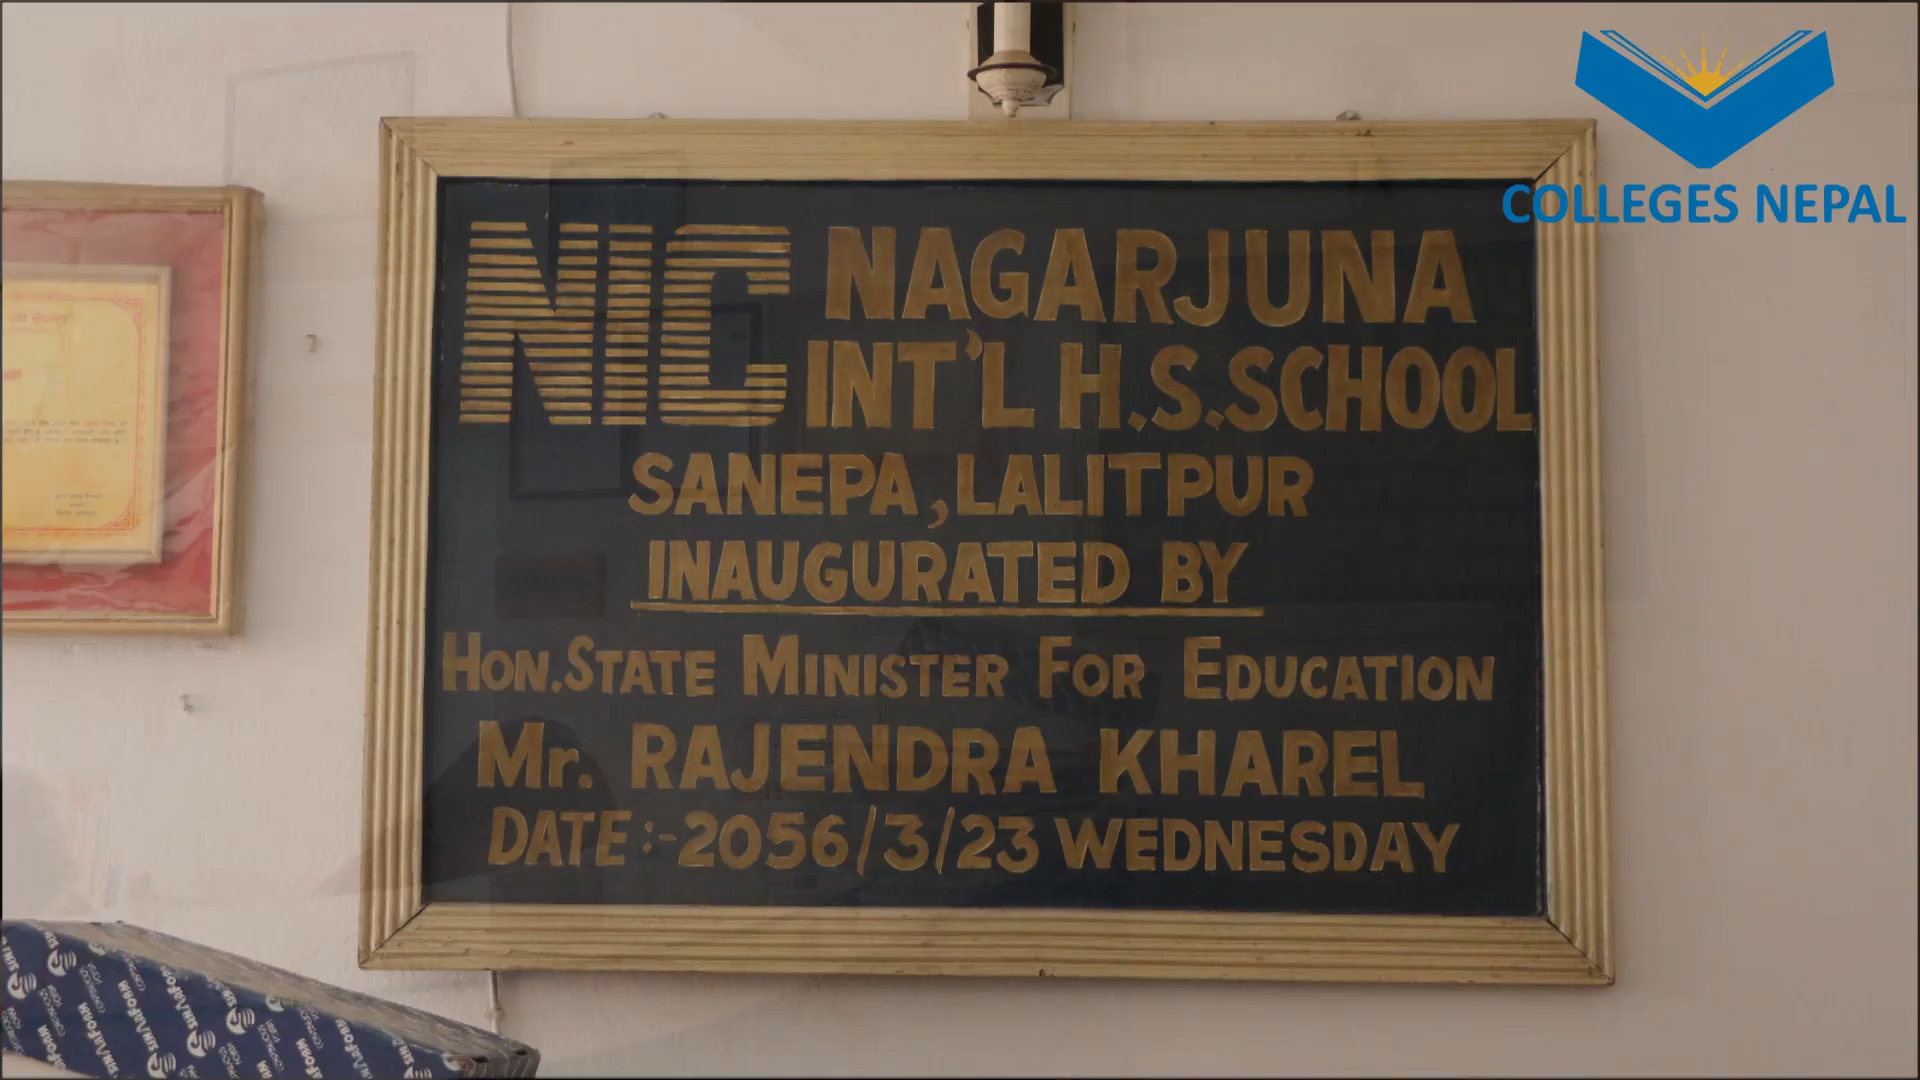 COLLEGES NEPAL
NIC NAGARJUNA
INT'L H.S.SCHOOL
SANEPA, LALITPUR
INAUGURATED BY
HON. STATE MINISTER FOR EDUCATION
Mr. RAJENDRA KHAREL
DATE:-2056/3/23 WEDNESDAY